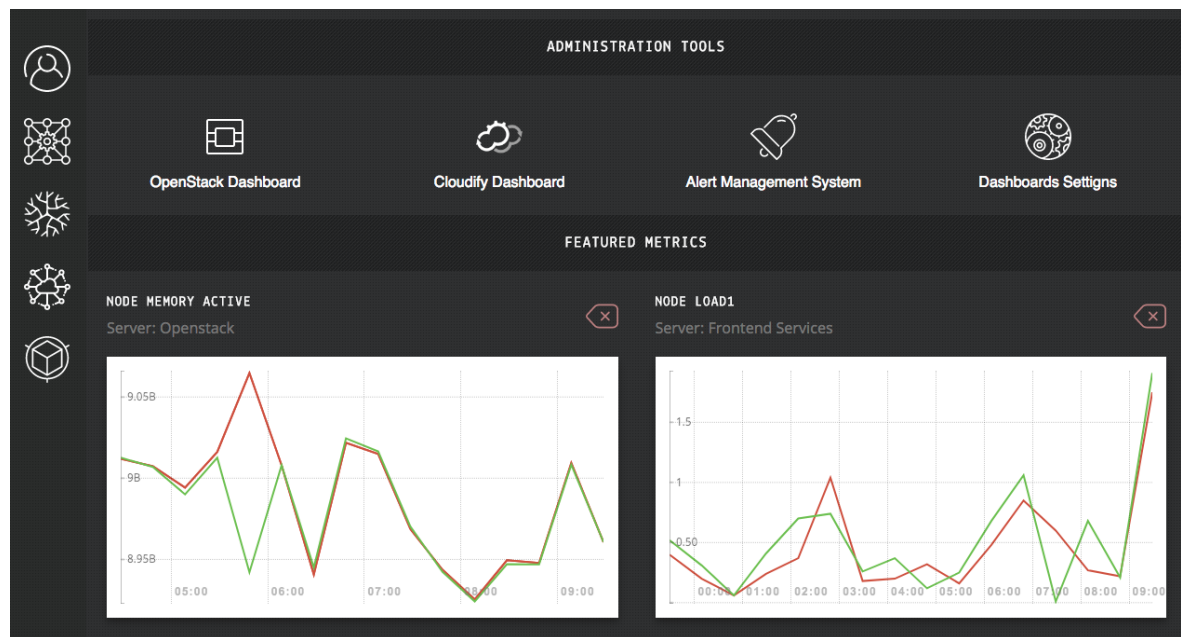 ADMINISTRATION TOOLS
OpenStack Dashboard Cloudify Dashboard Alert Management System Dashboards Settigns
FEATURED METRICS
NODE MEMORY ACTIVE
Server: Openstack
9.05B
9B
8.95B
05:00 06:00 07:00 08:00 09:00
NODE LOAD1
Server: Frontend Services
1.5
1
0.50
00:00 01:00 02:00 03:00 04:00 05:00 06:00 07:00 08:00 09:00